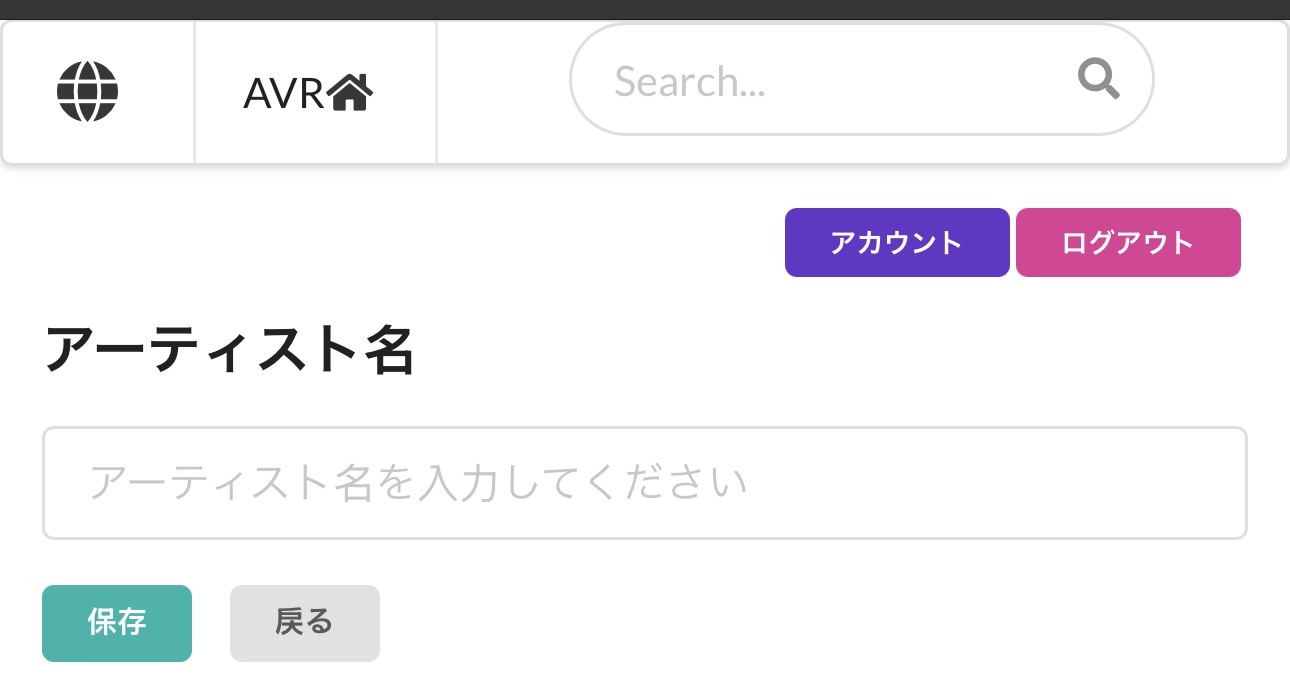 AVR
Search...
アカウント ログアウト
アーティスト名
アーティスト名を入力してください
保存 戻る